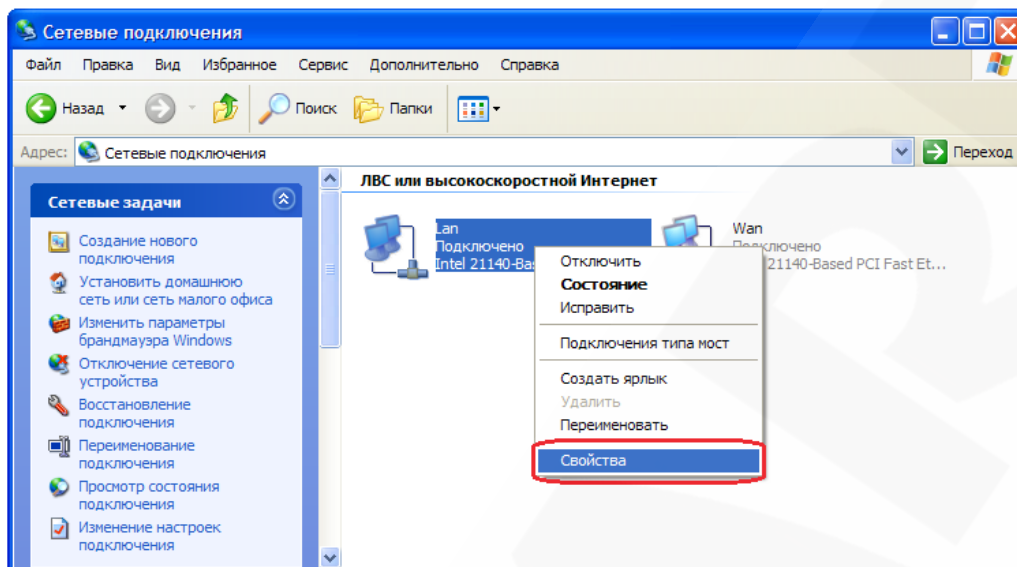 Сетевые подключения
Файл Правка Вид Избранное Сервис Дополнительно Справка
Назад Поиск Папки
Адрес: Сетевые подключения Переход
Сетевые задачи
Создание нового
подключения
Установить домашнюю
сеть или сеть малого офиса
Изменить параметры
брандмауэра Windows
Отключение сетевого
устройства
Восстановление
подключения
Переименование
подключения
Просмотр состояния
подключения
Изменение настроек
подключения
ЛВС или высокоскоростной Интернет
Lan
Подключено
Intel 21140-Bas
Wan
Подключено
21140-Based PCI Fast Et...
Отключить
Состояние
Исправить
Подключения типа мост
Создать ярлык
Удалить
Переименовать
Свойства